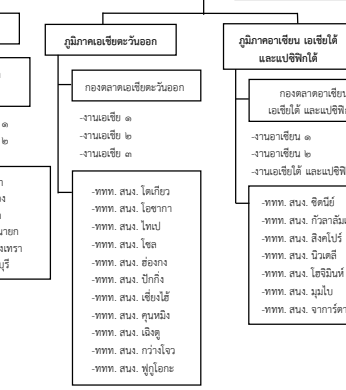 ภูมิภาคเอเชียตะวันออก
กองตลาดเอเชียตะวันออก
-งานเอเชีย ๑
-งานเอเชีย ๒
-งานเอเชีย ๓
-ททท. สนง. โตเกียว
-ททท. สนง. โอซากา
-ททท. สนง. ไทเป
-ททท. สนง. โซล
-ททท. สนง. ฮ่องกง
-ททท. สนง. ปักกิ่ง
-ททท. สนง. เซี่ยงไฮ้
-ททท. สนง. คุนหมิง
-ททท. สนง. เฉิงตู
-ททท. สนง. กว่างโจว
-ททท. สนง. ฟูกูโอกะ
ภูมิภาคอาเซียน เอเชียใต้
และแปซิฟิกใต้
กองตลาดอาเซียน
เอเชียใต้ และแปซิฟิก
-งานอาเซียน ๑
-งานอาเซียน ๒
-งานเอเชียใต้ และแปซิฟิ
-ททท. สนง. ซิดนีย์
-ททท. สนง. กัวลาลัม
-ททท. สนง. สิงคโปร์
-ททท. สนง. นิวเดลี
-ททท. สนง. โฮจิมินห์
-ททท. สนง. มุมไบ
-ททท. สนง. จาการ์ตา
๑
๒
นายก
งเทรา
บุรี